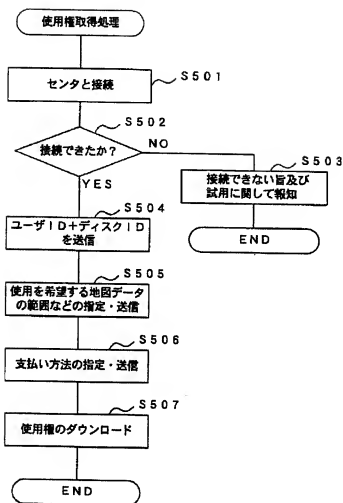 使用権取得処理
S501
センタと接続
S502
接続できたか?
NO
YES
S503
接続できない旨及び
試用に関して報知
END
S504
ユーザID+ディスクID
を送信
S505
使用を希望する地図データ
の範囲などの指定・送信
S506
支払い方法の指定・送信
S507
使用権のダウンロード
END